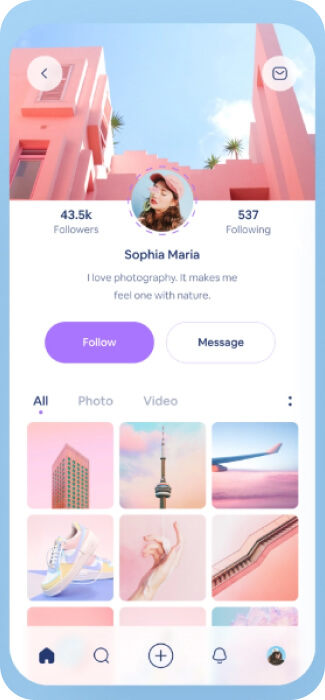 43.5k
537
Followers
Following
Sophia Maria
I love photography. It makes me
feel one with nature.
Follow
Message
All
Photo
Video